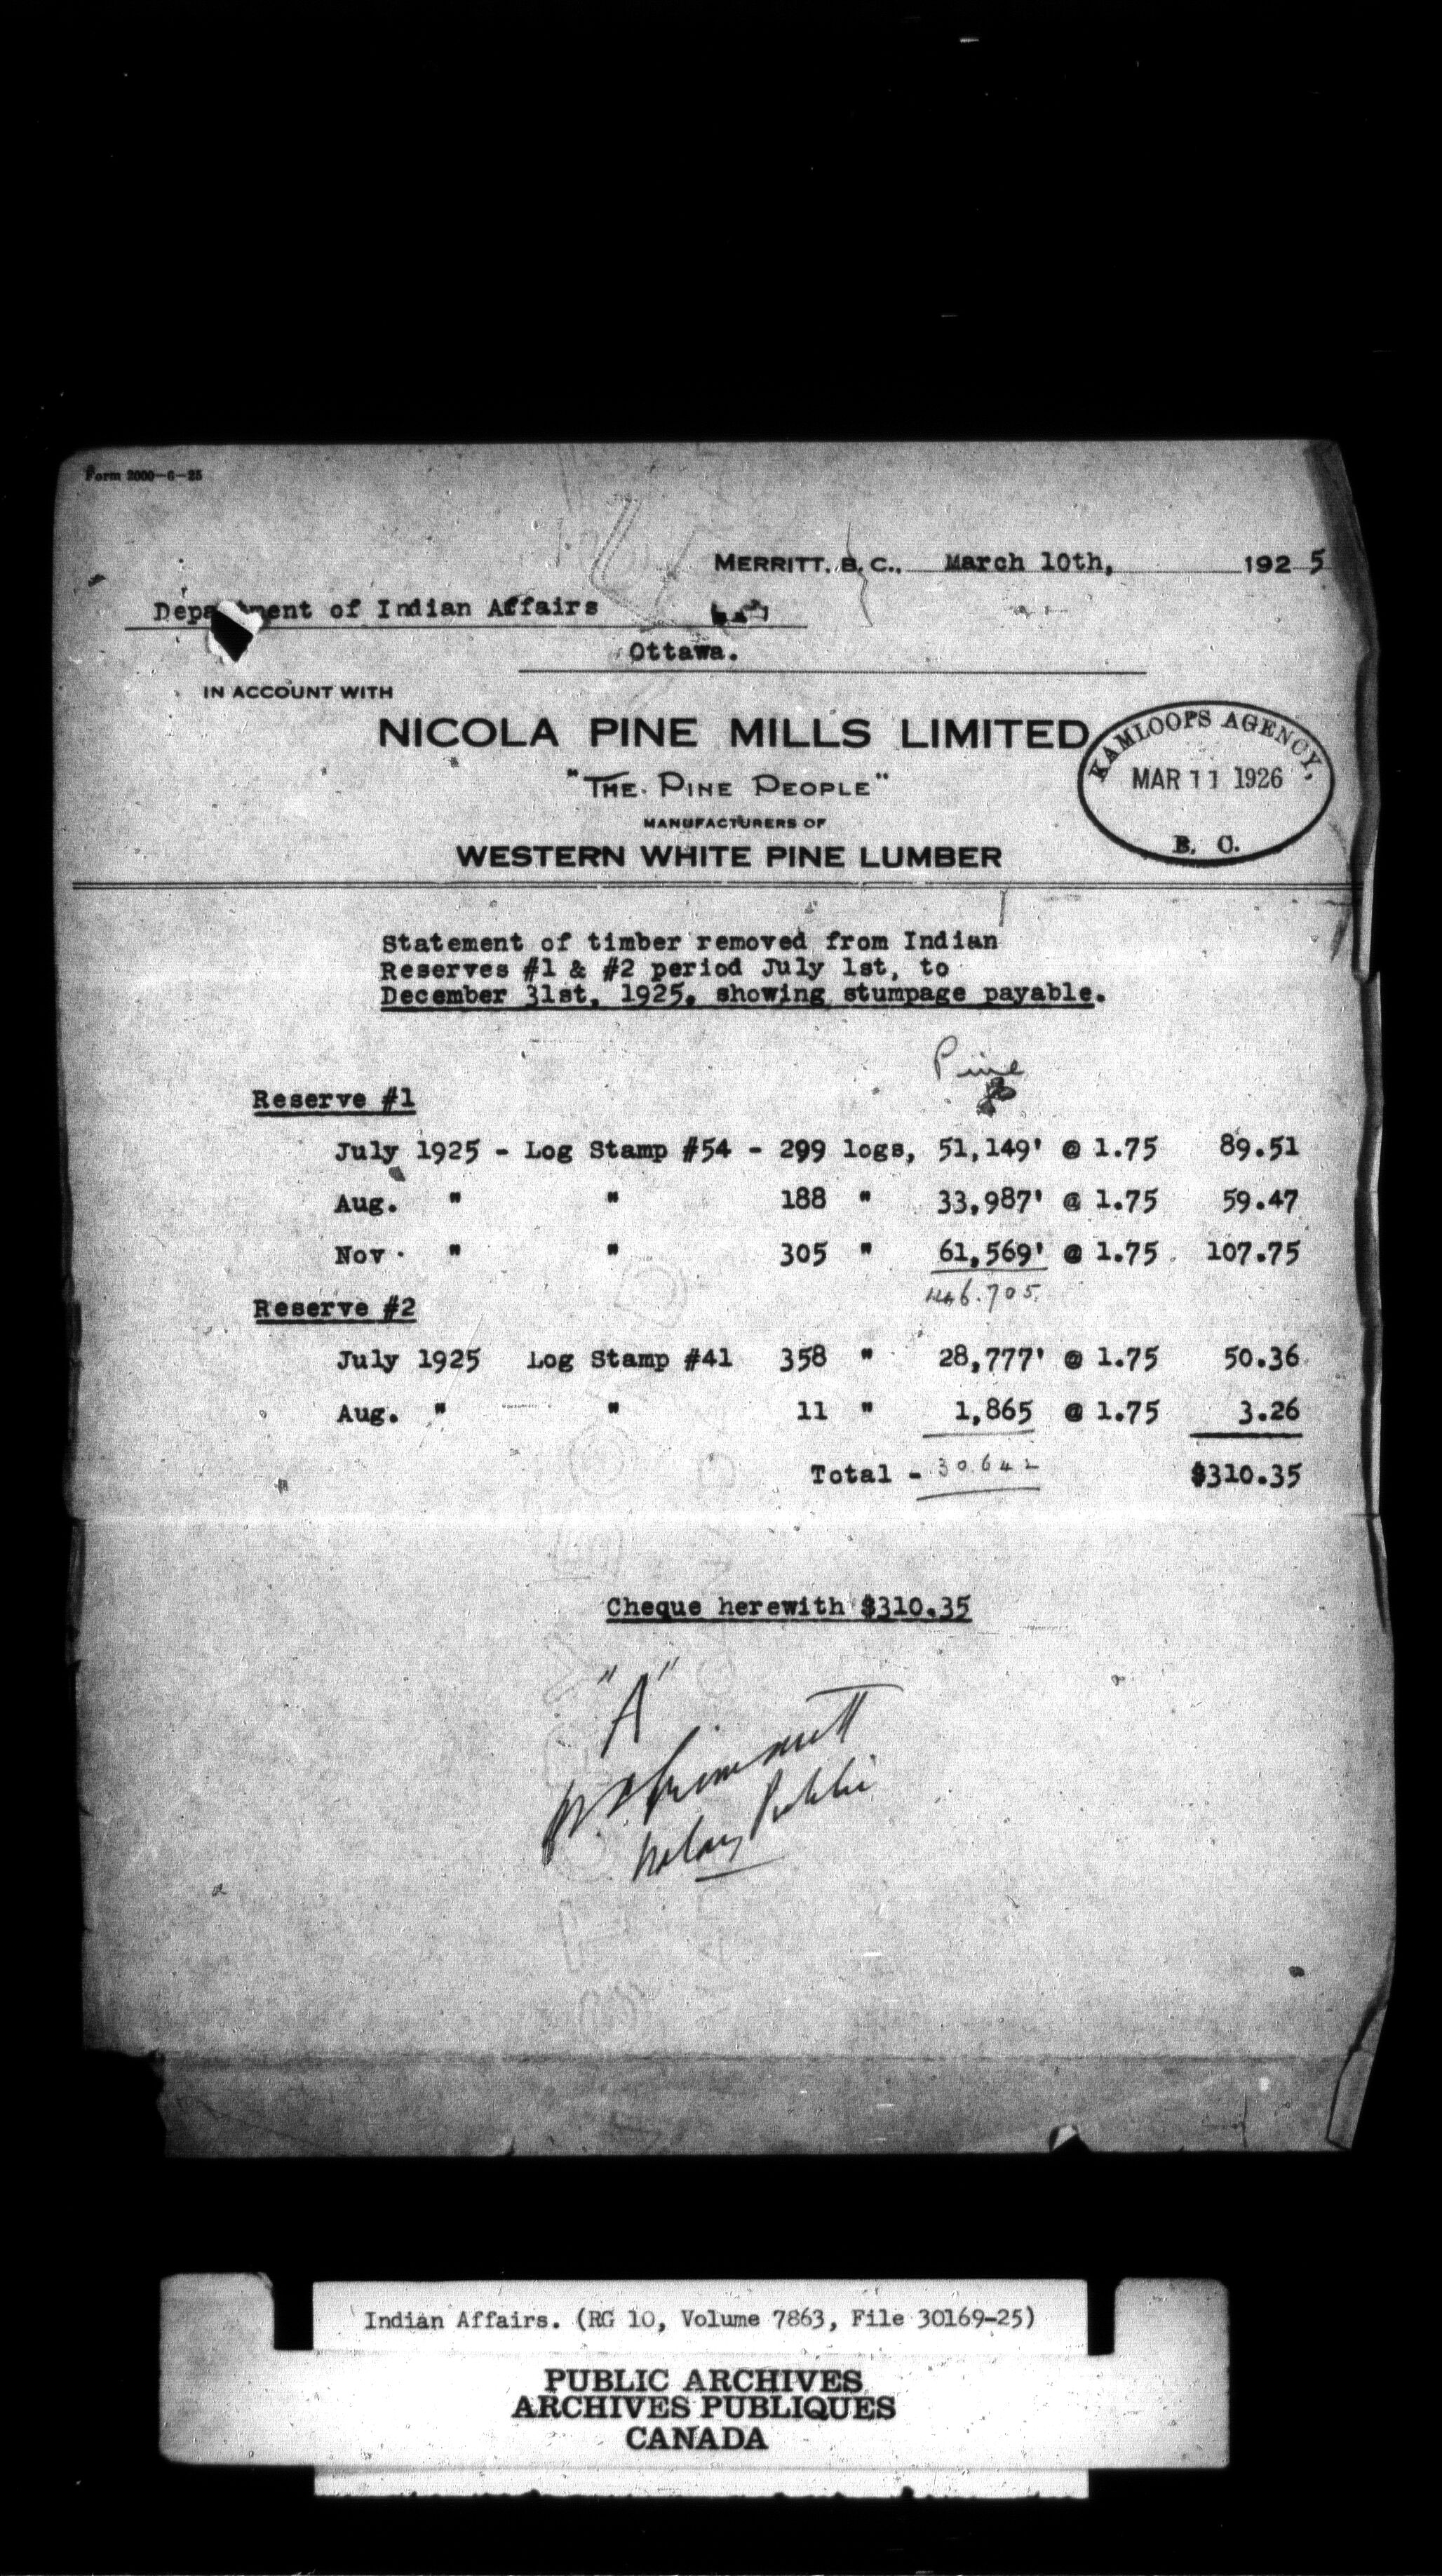 Form 2000-6-25
MERRITT, B. C., March 10th, 1925
Department of Indian Affairs
Ottawa.
IN ACCOUNT WITH
NICOLA PINE MILLS LIMITED
"THE PINE PEOPLE"
MANUFACTURERS OF
WESTERN WHITE PINE LUMBER
KAMLOOPS AGENCY,
MAR 11 1926
B. C.
Statement of timber removed from Indian
Reserves #1 & #2 period July 1st, to
December 31st, 1925, showing stumpage payable.
Pine
Reserve #1
July 1925 - Log Stamp #54 - 299 logs, 51,149' @ 1.75 89.51
Aug. " " 188 " 33,987' @ 1.75 59.47
Nov. " " 305 " 61,569' @ 1.75 107.75
146.705
Reserve #2
July 1925 Log Stamp #41 358 " 28,777' @ 1.75 50.36
Aug. " " 11 " 1,865 @ 1.75 3.26
Total - 30.642 $310.35
Cheque herewith $310.35
"A"
Notary Public
Indian Affairs. (RG 10, Volume 7863, File 30169-25)
PUBLIC ARCHIVES
ARCHIVES PUBLIQUES
CANADA